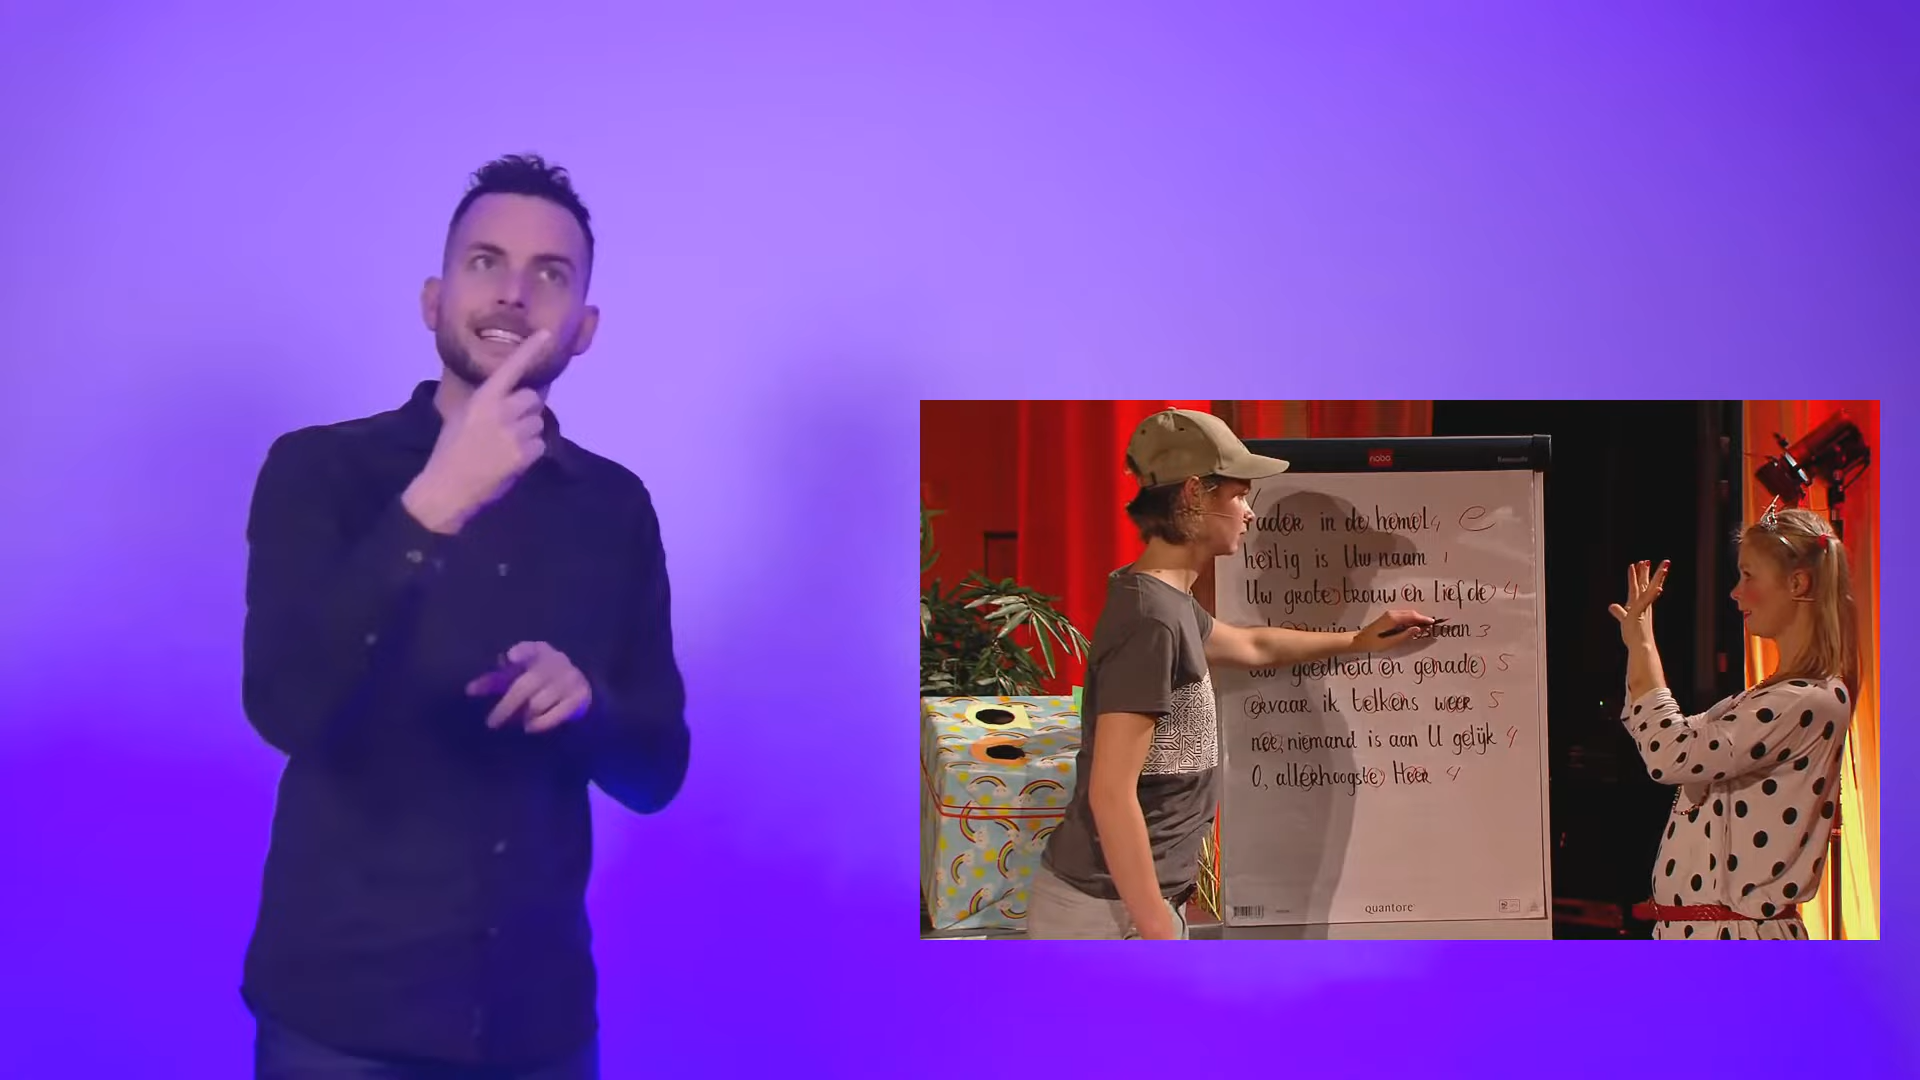 nobo
ader in de hemel 4 e
heilig is Uw naam 1
Uw grote trouw en liefde 4
staan 3
Uw goedheid en genade 5
ervaar ik telkens weer 5
nee, niemand is aan U gelijk 4
O, allerhoogste Heer 4
quantore